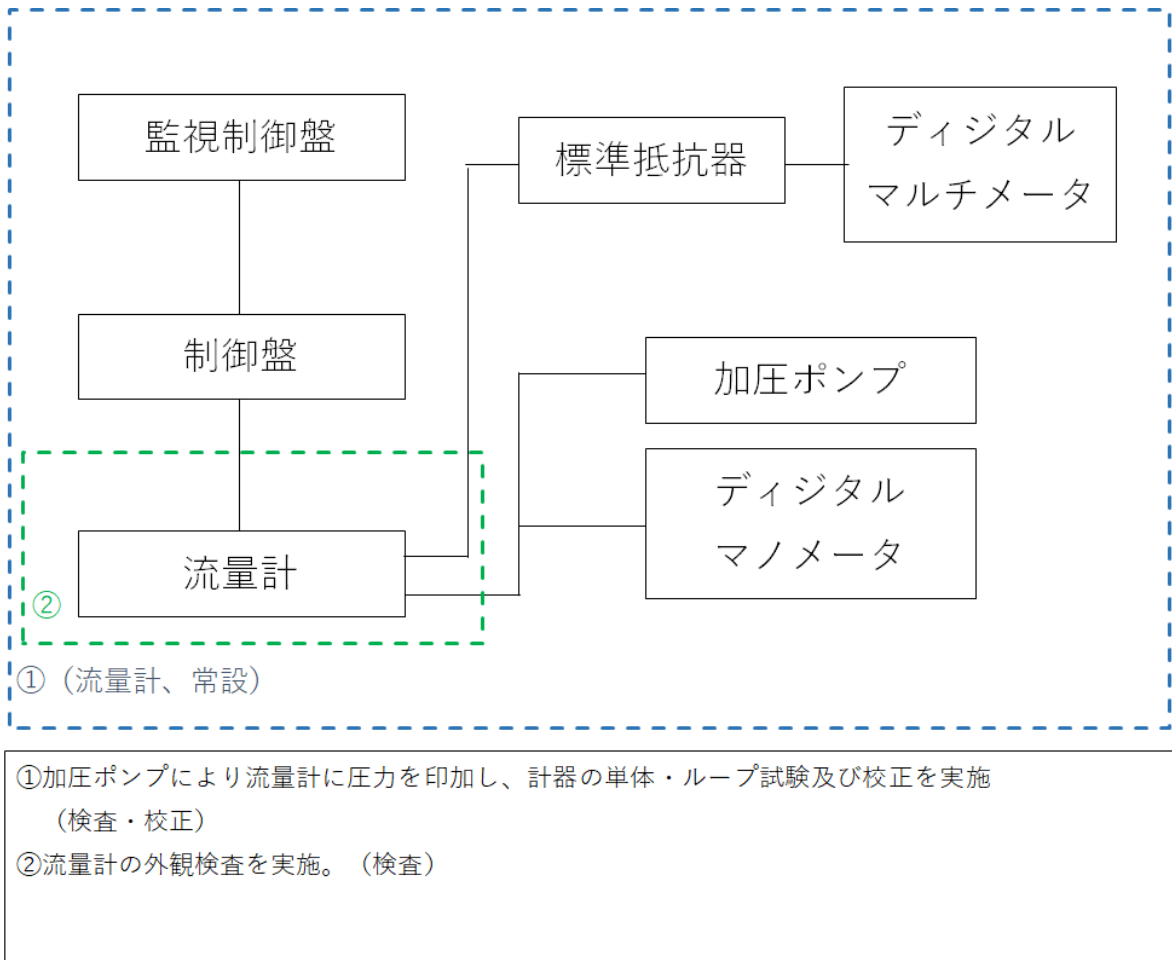 監視制御盤
標準抵抗器
ディジタル
マルチメータ
制御盤
加圧ポンプ
ディジタル
マノメータ
流量計
②
①（流量計、常設）
①加圧ポンプにより流量計に圧力を印加し、計器の単体・ループ試験及び校正を実施
（検査・校正）
②流量計の外観検査を実施。（検査）